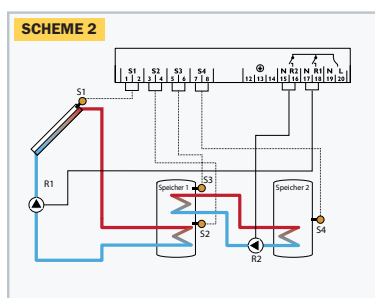 SCHEME 2
S1 S2 S3 S4 N R2 N R1 N L
1 2 3 4 5 6 7 8 12 13 14 15 16 17 18 19 20
S1
R1
Speicher 1
S3
Speicher 2
S2
S4
R2